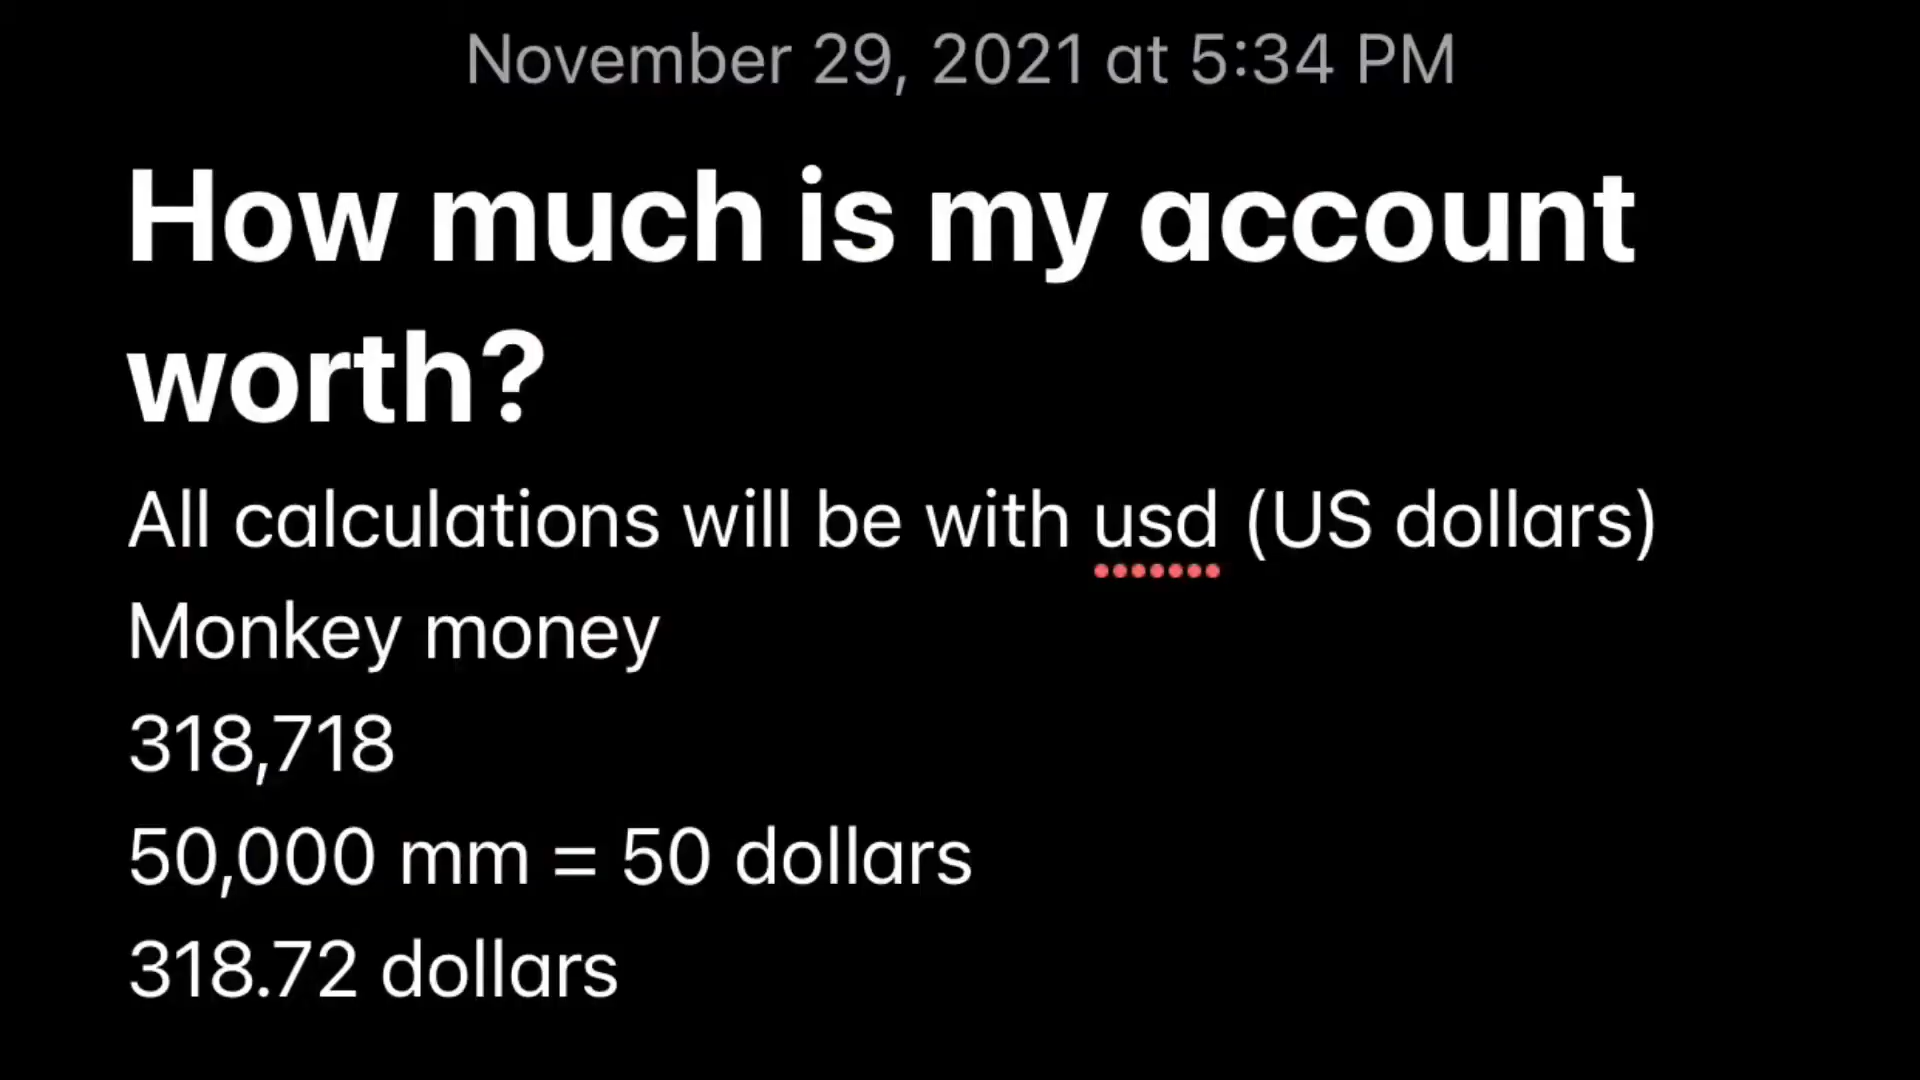 November 29, 2021 at 5:34 PM
How much is my account
worth?
All calculations will be with usd (US dollars)
Monkey money
318,718
50,000 mm = 50 dollars
318.72 dollars